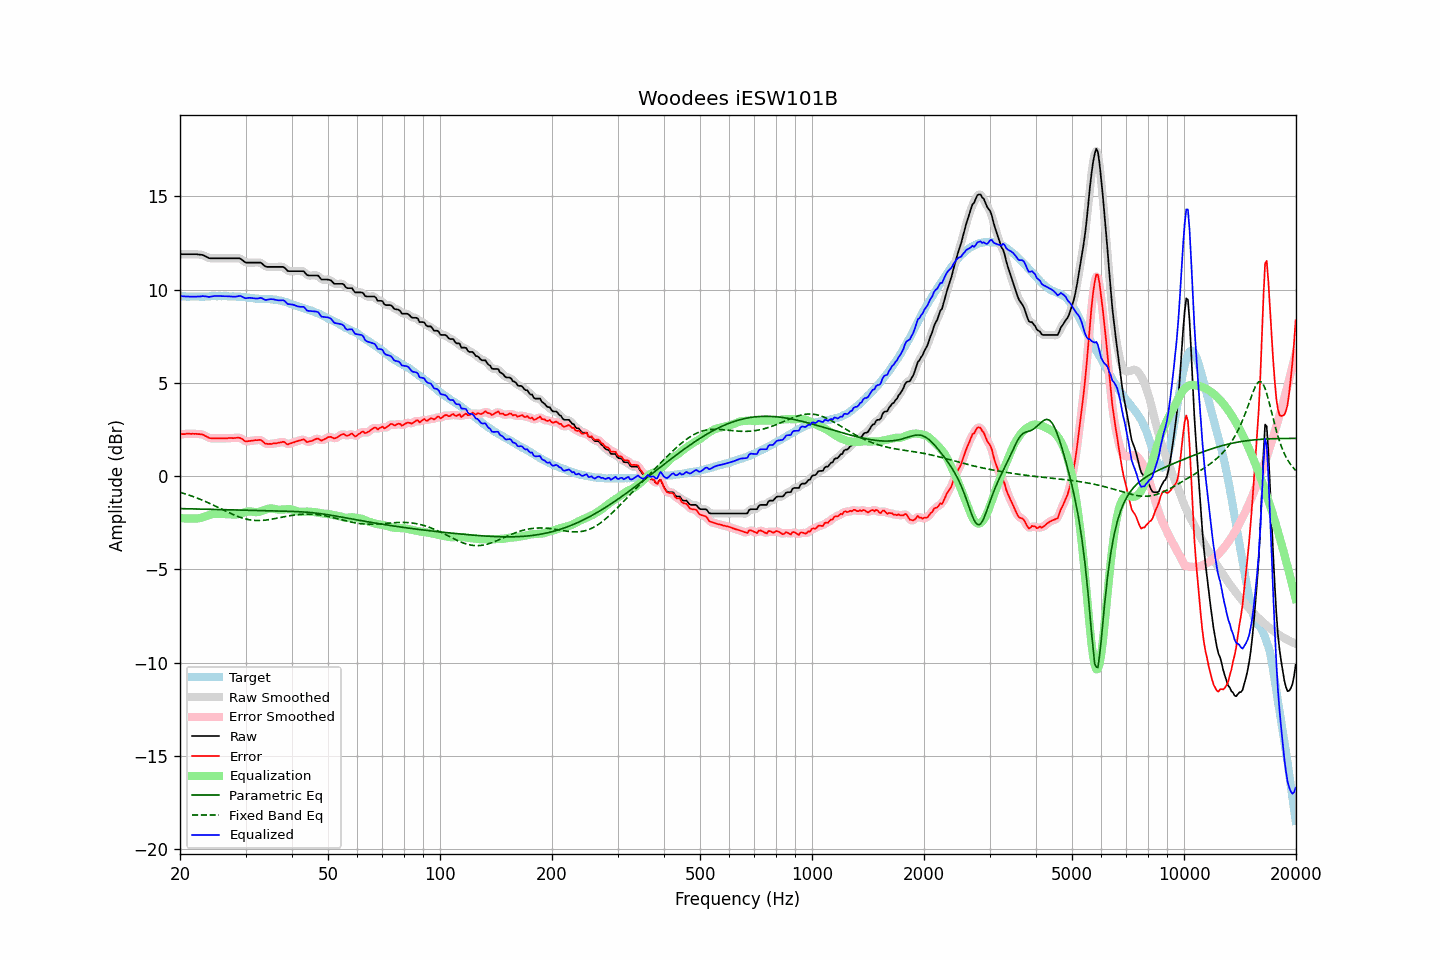 Woodees iESW101B
Amplitude (dBr)
15
10
5
0
−5
−10
−15
−20
Target
Raw Smoothed
Error Smoothed
Raw
Error
Equalization
Parametric Eq
Fixed Band Eq
Equalized
20 50 100 200 500 1000 2000 5000 10000 20000
Frequency (Hz)